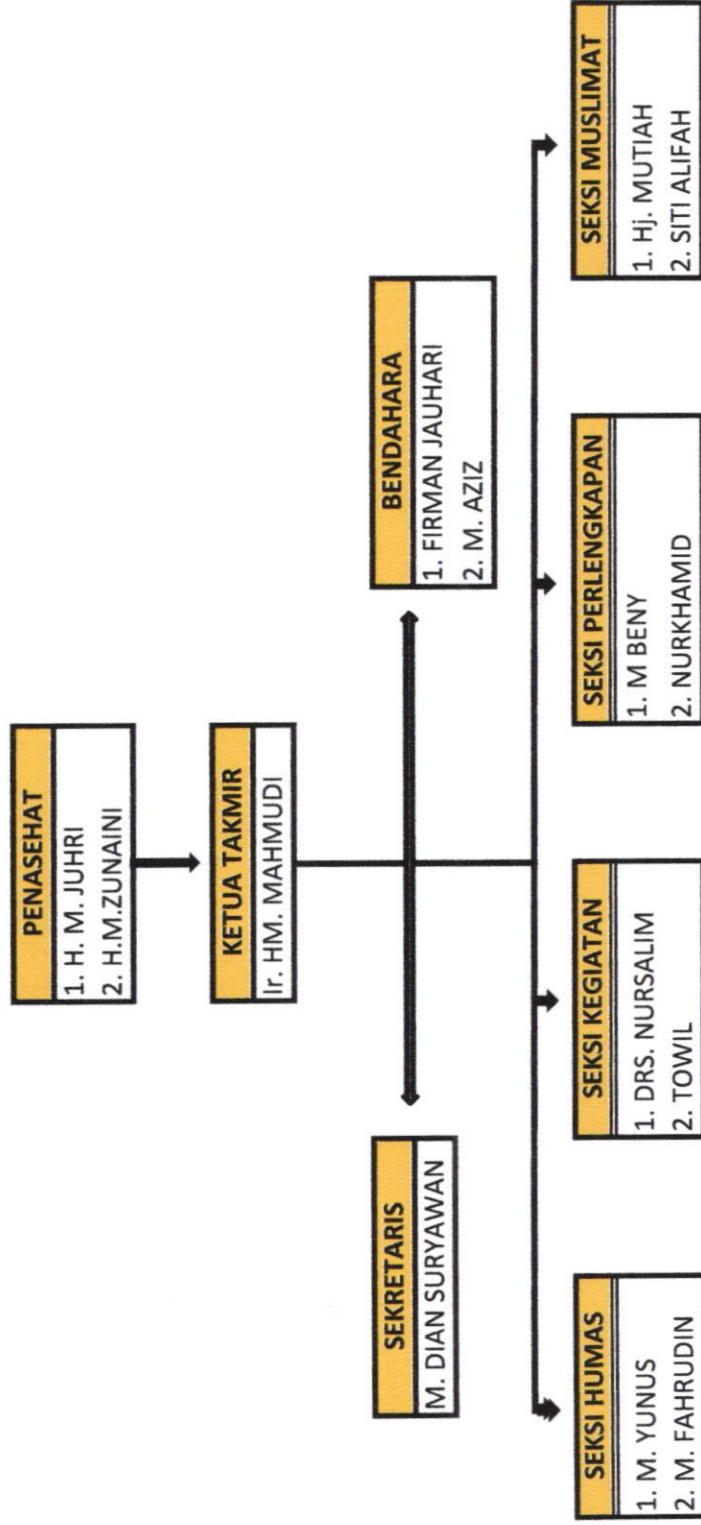 PENASEHAT
1. H. M. JUHRI
2. H.M.ZUNAINI
KETUA TAKMIR
Ir. HM. MAHMUDI
SEKRETARIS
M. DIAN SURYAWAN
BENDAHARA
1. FIRMAN JAUHARI
2. M. AZIZ
SEKSI HUMAS
1. M. YUNUS
2. M. FAHRUDIN
SEKSI KEGIATAN
1. DRS. NURSALIM
2. TOWIL
SEKSI PERLENGKAPAN
1. M BENY
2. NURKHAMID
SEKSI MUSLIMAT
1. Hj. MUTIAH
2. SITI ALIFAH